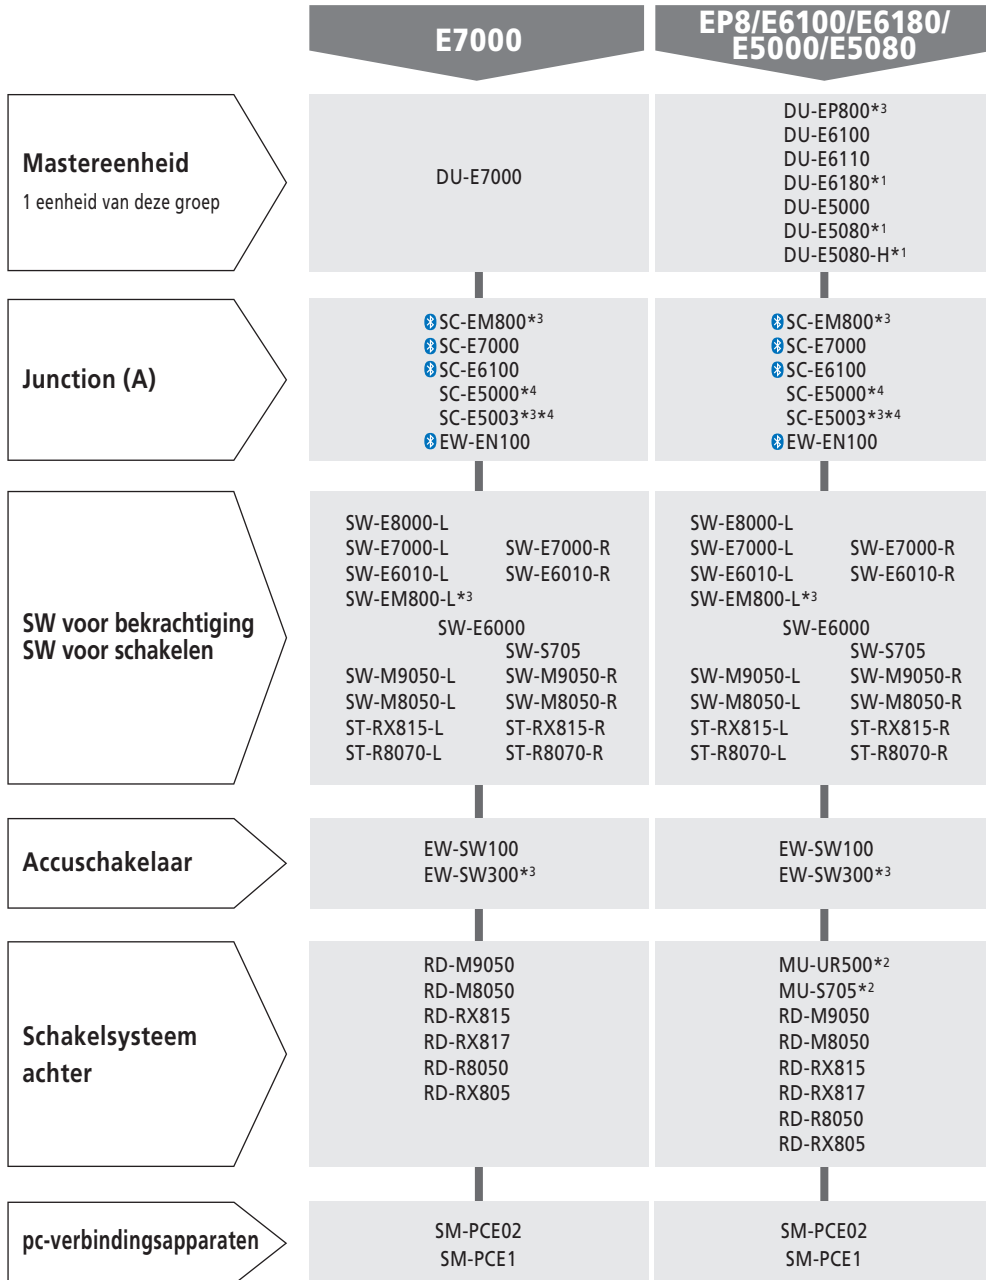 E7000
EP8/E6100/E6180/
E5000/E5080
Mastereenheid
1 eenheid van deze groep
DU-E7000
DU-EP800*3
DU-E6100
DU-E6110
DU-E6180*1
DU-E5000
DU-E5080*1
DU-E5080-H*1
Junction (A)
SC-EM800*3
SC-E7000
SC-E6100
SC-E5000*4
SC-E5003*3*4
EW-EN100
SC-EM800*3
SC-E7000
SC-E6100
SC-E5000*4
SC-E5003*3*4
EW-EN100
SW voor bekrachtiging
SW voor schakelen
SW-E8000-L
SW-E7000-L SW-E7000-R
SW-E6010-L SW-E6010-R
SW-EM800-L*3
SW-E6000
SW-S705
SW-M9050-L SW-M9050-R
SW-M8050-L SW-M8050-R
ST-RX815-L ST-RX815-R
ST-R8070-L ST-R8070-R
SW-E8000-L
SW-E7000-L SW-E7000-R
SW-E6010-L SW-E6010-R
SW-EM800-L*3
SW-E6000
SW-S705
SW-M9050-L SW-M9050-R
SW-M8050-L SW-M8050-R
ST-RX815-L ST-RX815-R
ST-R8070-L ST-R8070-R
Accuschakelaar
EW-SW100
EW-SW300*3
EW-SW100
EW-SW300*3
Schakelsysteem
achter
RD-M9050
RD-M8050
RD-RX815
RD-RX817
RD-R8050
RD-RX805
MU-UR500*2
MU-S705*2
RD-M9050
RD-M8050
RD-RX815
RD-RX817
RD-R8050
RD-RX805
pc-verbindingsapparaten
SM-PCE02
SM-PCE1
SM-PCE02
SM-PCE1